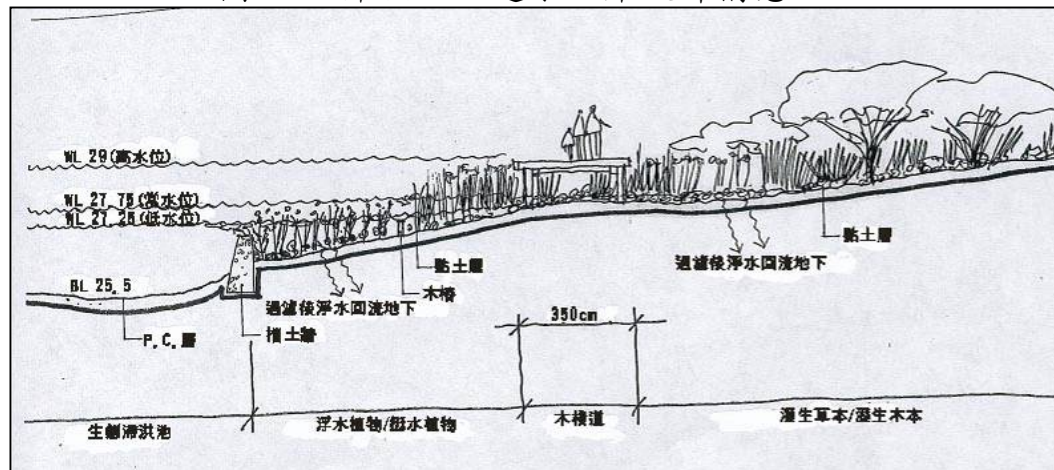 WL 29(高水位)
WL 27.75(常水位)
WL 27.25(低水位)
BL 25.5
P.C.層
擋土牆
過濾後淨水回流地下
木樁
黏土層
350cm
過濾後淨水回流地下
黏土層
生態滯洪池
浮水植物/挺水植物
木棧道
濕生草本/濕生木本